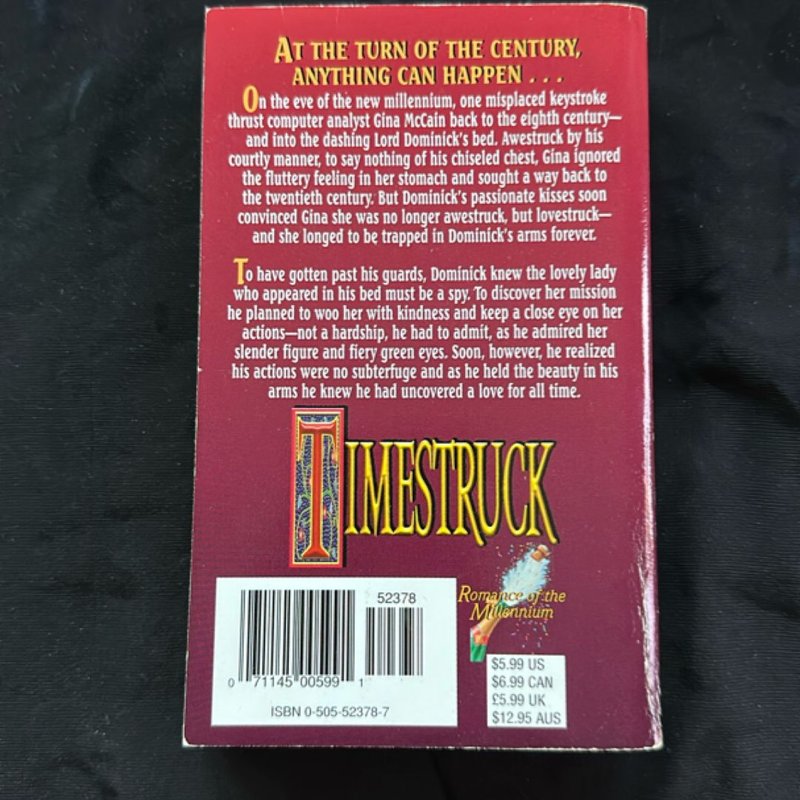 AT THE TURN OF THE CENTURY,
ANYTHING CAN HAPPEN . . .
On the eve of the new millennium, one misplaced keystroke
thrust computer analyst Gina McCain back to the eighth century—
and into the dashing Lord Dominick's bed. Awestruck by his
courtly manner, to say nothing of his chiseled chest, Gina ignored
the fluttery feeling in her stomach and sought a way back to
the twentieth century. But Dominick's passionate kisses soon
convinced Gina she was no longer awestruck, but lovestruck—
and she longed to be trapped in Dominick's arms forever.
To have gotten past his guards, Dominick knew the lovely lady
who appeared in his bed must be a spy. To discover her mission
he planned to woo her with kindness and keep a close eye on her
actions—not a hardship, he had to admit, as he admired her
slender figure and fiery green eyes. Soon, however, he realized
his actions were no subterfuge and as he held the beauty in his
arms he knew he had uncovered a love for all time.
TIMESTRUCK
Romance of the
Millennium
52378
0 71145 00599 1
ISBN 0-505-52378-7
$5.99 US
$6.99 CAN
£5.99 UK
$12.95 AUS